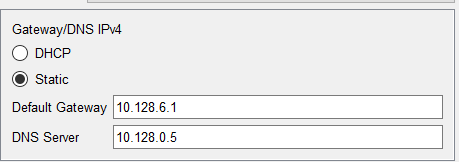 Gateway/DNS IPv4
DHCP
Static
Default Gateway 10.128.6.1
DNS Server 10.128.0.5